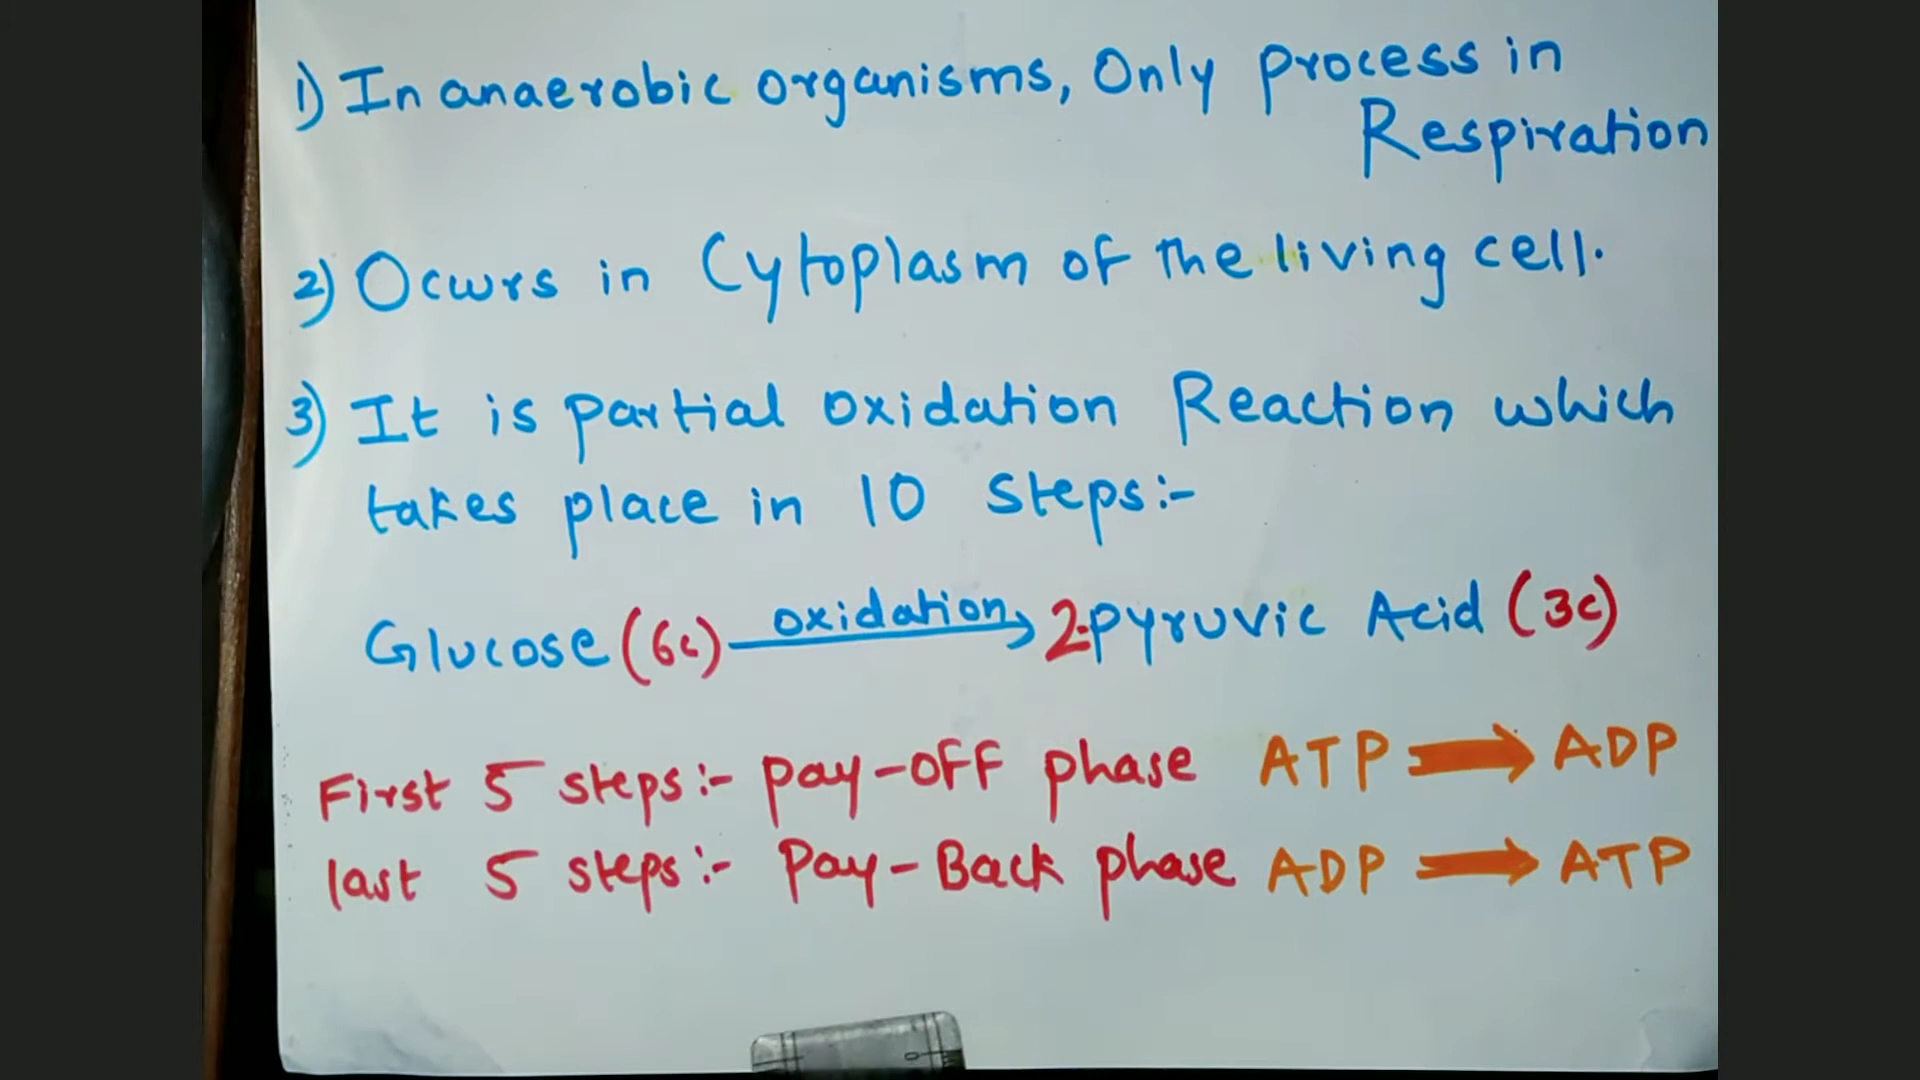 1) In anaerobic organisms, Only process in
Respiration
2) Ocurs in Cytoplasm of the living cell.
3) It is partial oxidation Reaction which
takes place in 10 steps:-
Glucose (6c) oxidation 2 pyruvic Acid (3c)
First 5 steps:- pay-off phase ATP → ADP
last 5 steps:- Pay-Back phase ADP → ATP